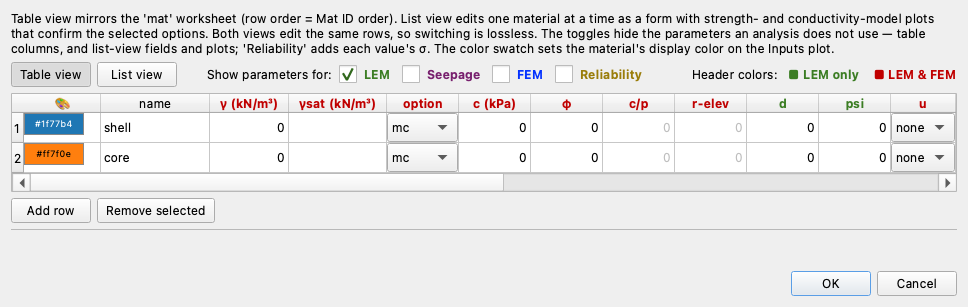 Table view mirrors the 'mat' worksheet (row order = Mat ID order). List view edits one material at a time as a form with strength- and conductivity-model plots
that confirm the selected options. Both views edit the same rows, so switching is lossless. The toggles hide the parameters an analysis does not use — table
columns, and list-view fields and plots; 'Reliability' adds each value's σ. The color swatch sets the material's display color on the Inputs plot.
Table view List view Show parameters for: LEM Seepage FEM Reliability Header colors: LEM only LEM & FEM
name γ (kN/m³) γsat (kN/m³) option c (kPa) ϕ c/p r-elev d psi u
1 #1f77b4 shell 0 mc 0 0 0 0 0 0 none
2 #ff7f0e core 0 mc 0 0 0 0 0 0 none
Add row Remove selected
OK Cancel